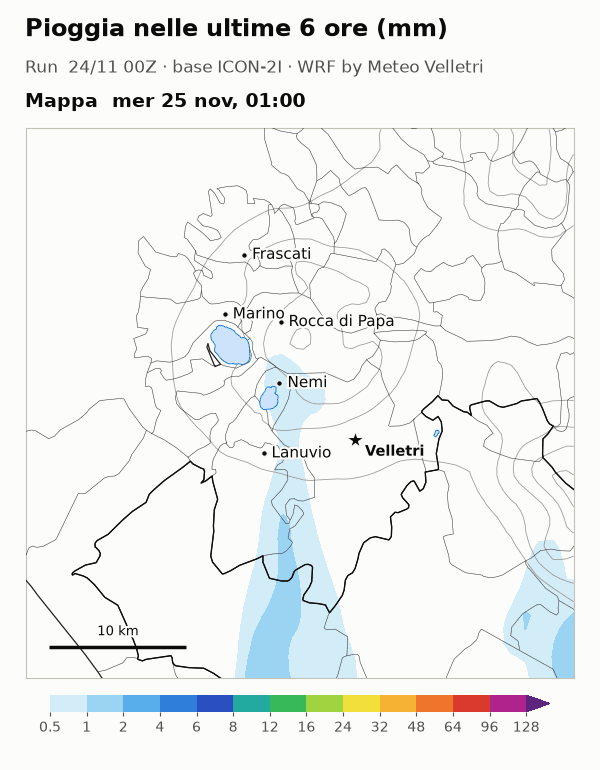 Pioggia nelle ultime 6 ore (mm)
Run  24/11 00Z · base ICON-2I · WRF by Meteo Velletri
Mappa  mer 25 nov, 01:00
Frascati
Marino
Rocca di Papa
Nemi
Velletri
Lanuvio
10 km
0.5 1 2 4 6 8 12 16 24 32 48 64 96 128